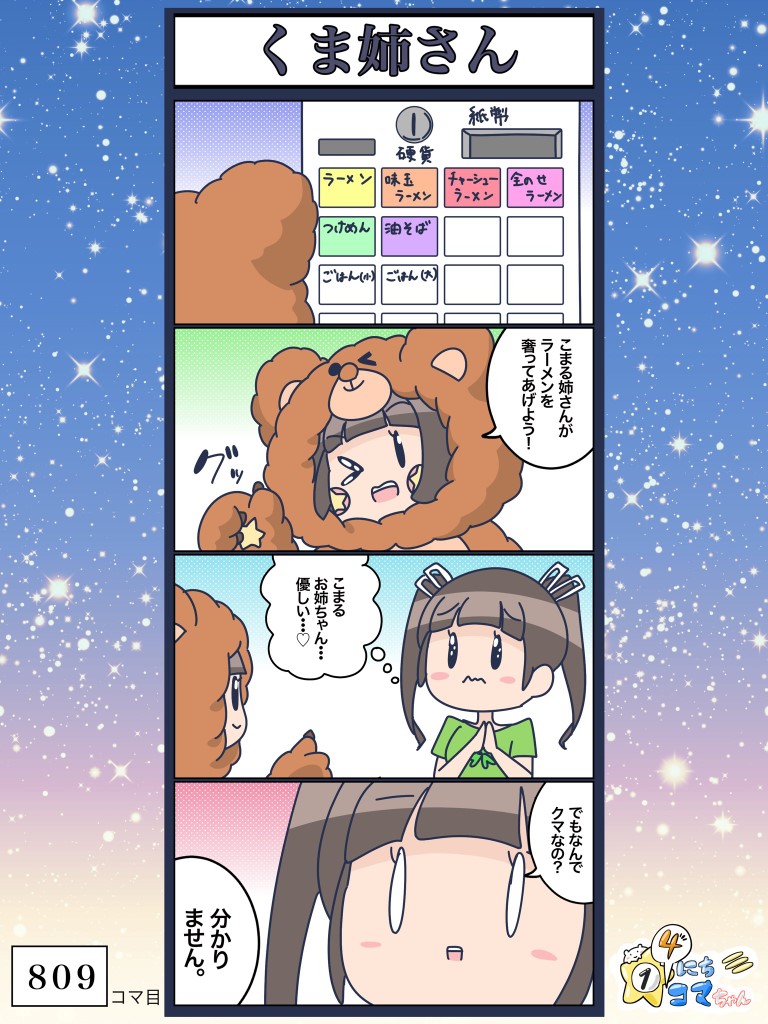 くま姉さん
硬貨
紙幣
ラーメン
味玉
ラーメン
チャーシュー
ラーメン
全のせ
ラーメン
つけめん
油そば
ごはん(小)
ごはん(大)
こまる姉さんが
ラーメンを
奢ってあげよう!
グッ
こまる
お姉ちゃん…
優しい…♡
でもなんで
クマなの?
分かり
ません。
809
コマ目
1
にち
4
コマ
ちゃん